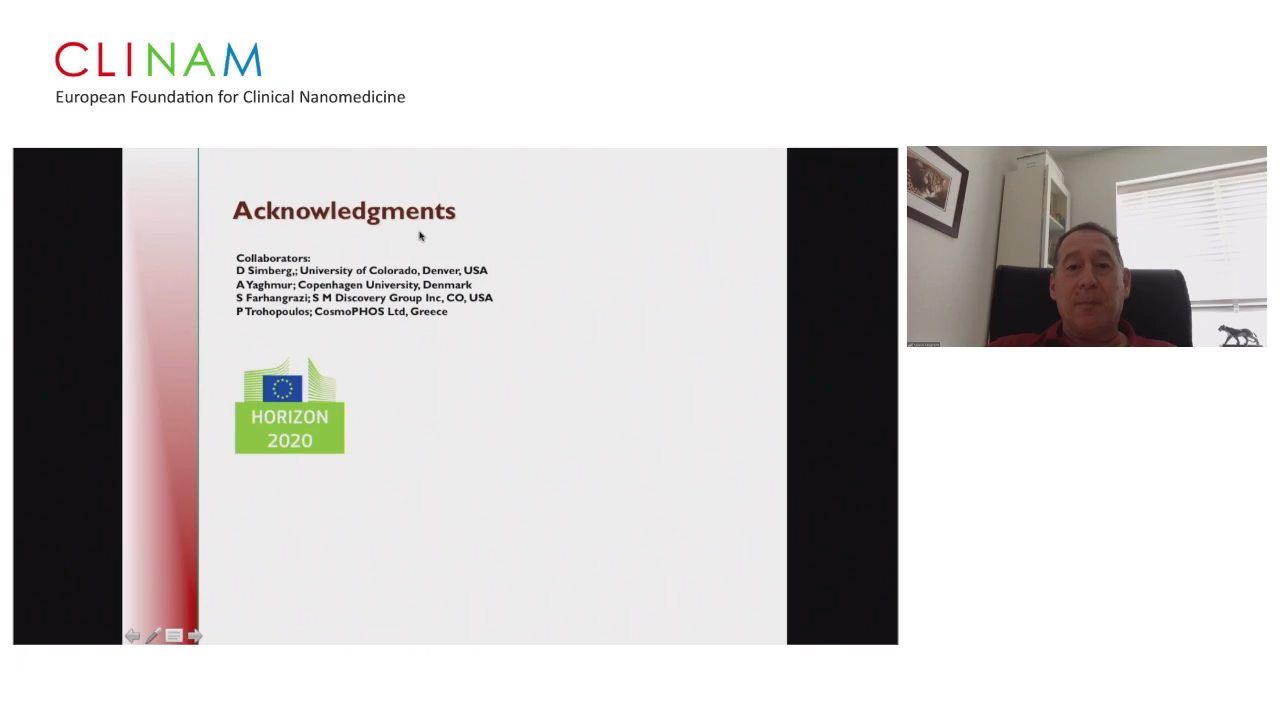 CLINAM
European Foundation for Clinical Nanomedicine
Acknowledgments
Collaborators:
D Simberg,; University of Colorado, Denver, USA
A Yaghmur; Copenhagen University, Denmark
S Farhangrazi; S M Discovery Group Inc, CO, USA
P Trohopoulos; CosmoPHOS Ltd, Greece
HORIZON
2020